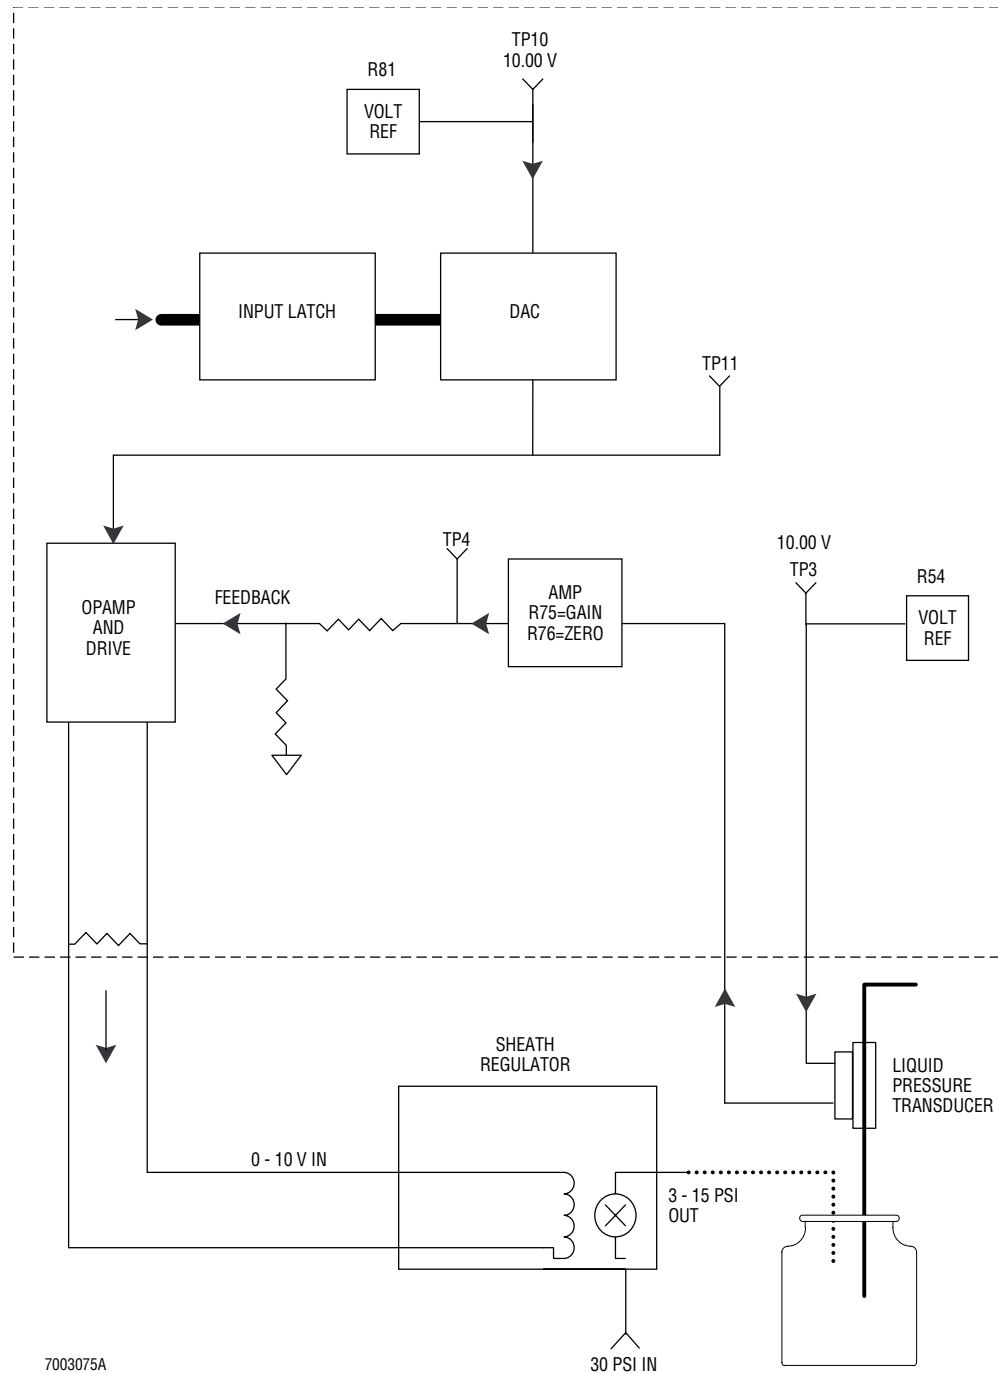 TP10
10.00 V
R81
VOLT
REF
INPUT LATCH
DAC
TP11
TP4
10.00 V
TP3
R54
VOLT
REF
OPAMP
AND
DRIVE
FEEDBACK
AMP
R75=GAIN
R76=ZERO
SHEATH
REGULATOR
LIQUID
PRESSURE
TRANSDUCER
0 - 10 V IN
3 - 15 PSI
OUT
30 PSI IN
7003075A